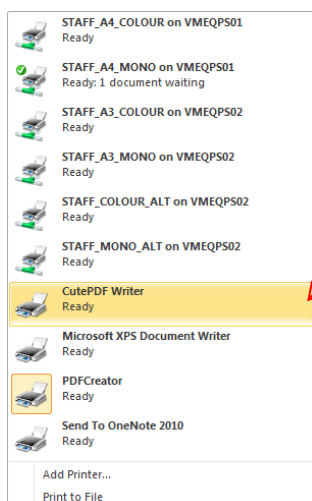 STAFF_A4_COLOUR on VMEQPS01
Ready
STAFF_A4_MONO on VMEQPS01
Ready: 1 document waiting
STAFF_A3_COLOUR on VMEQPS02
Ready
STAFF_A3_MONO on VMEQPS02
Ready
STAFF_COLOUR_ALT on VMEQPS02
Ready
STAFF_MONO_ALT on VMEQPS02
Ready
CutePDF Writer
Ready
Microsoft XPS Document Writer
Ready
PDFCreator
Ready
Send To OneNote 2010
Ready
Add Printer...
Print to File